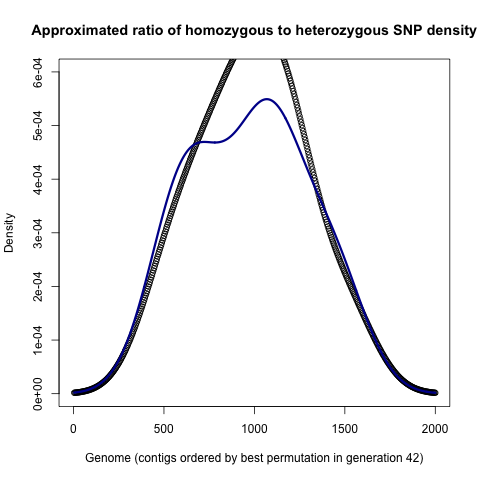 Approximated ratio of homozygous to heterozygous SNP density
6e-04
5e-04
4e-04
3e-04
2e-04
1e-04
0e+00
Density
0 500 1000 1500 2000
Genome (contigs ordered by best permutation in generation 42)